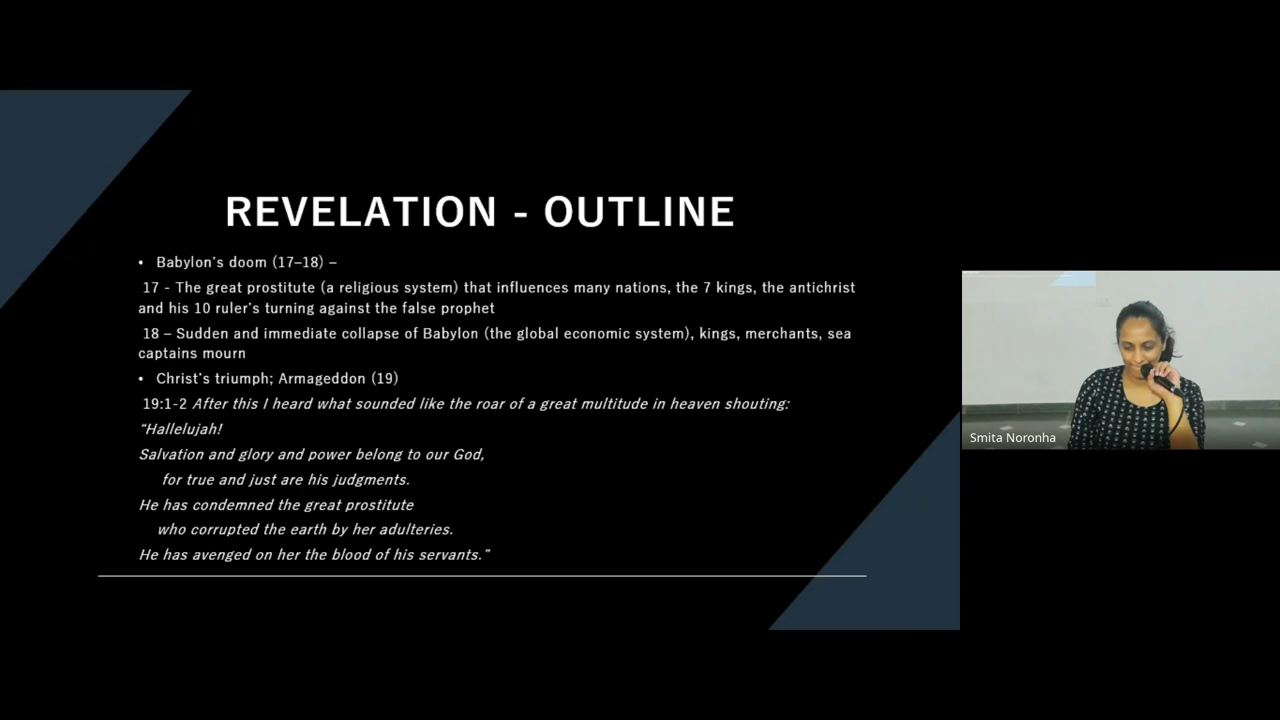 REVELATION - OUTLINE
• Babylon's doom (17–18) –
17 - The great prostitute (a religious system) that influences many nations, the 7 kings, the antichrist
and his 10 ruler's turning against the false prophet
18 – Sudden and immediate collapse of Babylon (the global economic system), kings, merchants, sea
captains mourn
• Christ's triumph; Armageddon (19)
19:1-2 After this I heard what sounded like the roar of a great multitude in heaven shouting:
“Hallelujah!
Salvation and glory and power belong to our God,
for true and just are his judgments.
He has condemned the great prostitute
who corrupted the earth by her adulteries.
He has avenged on her the blood of his servants.”
Smita Noronha